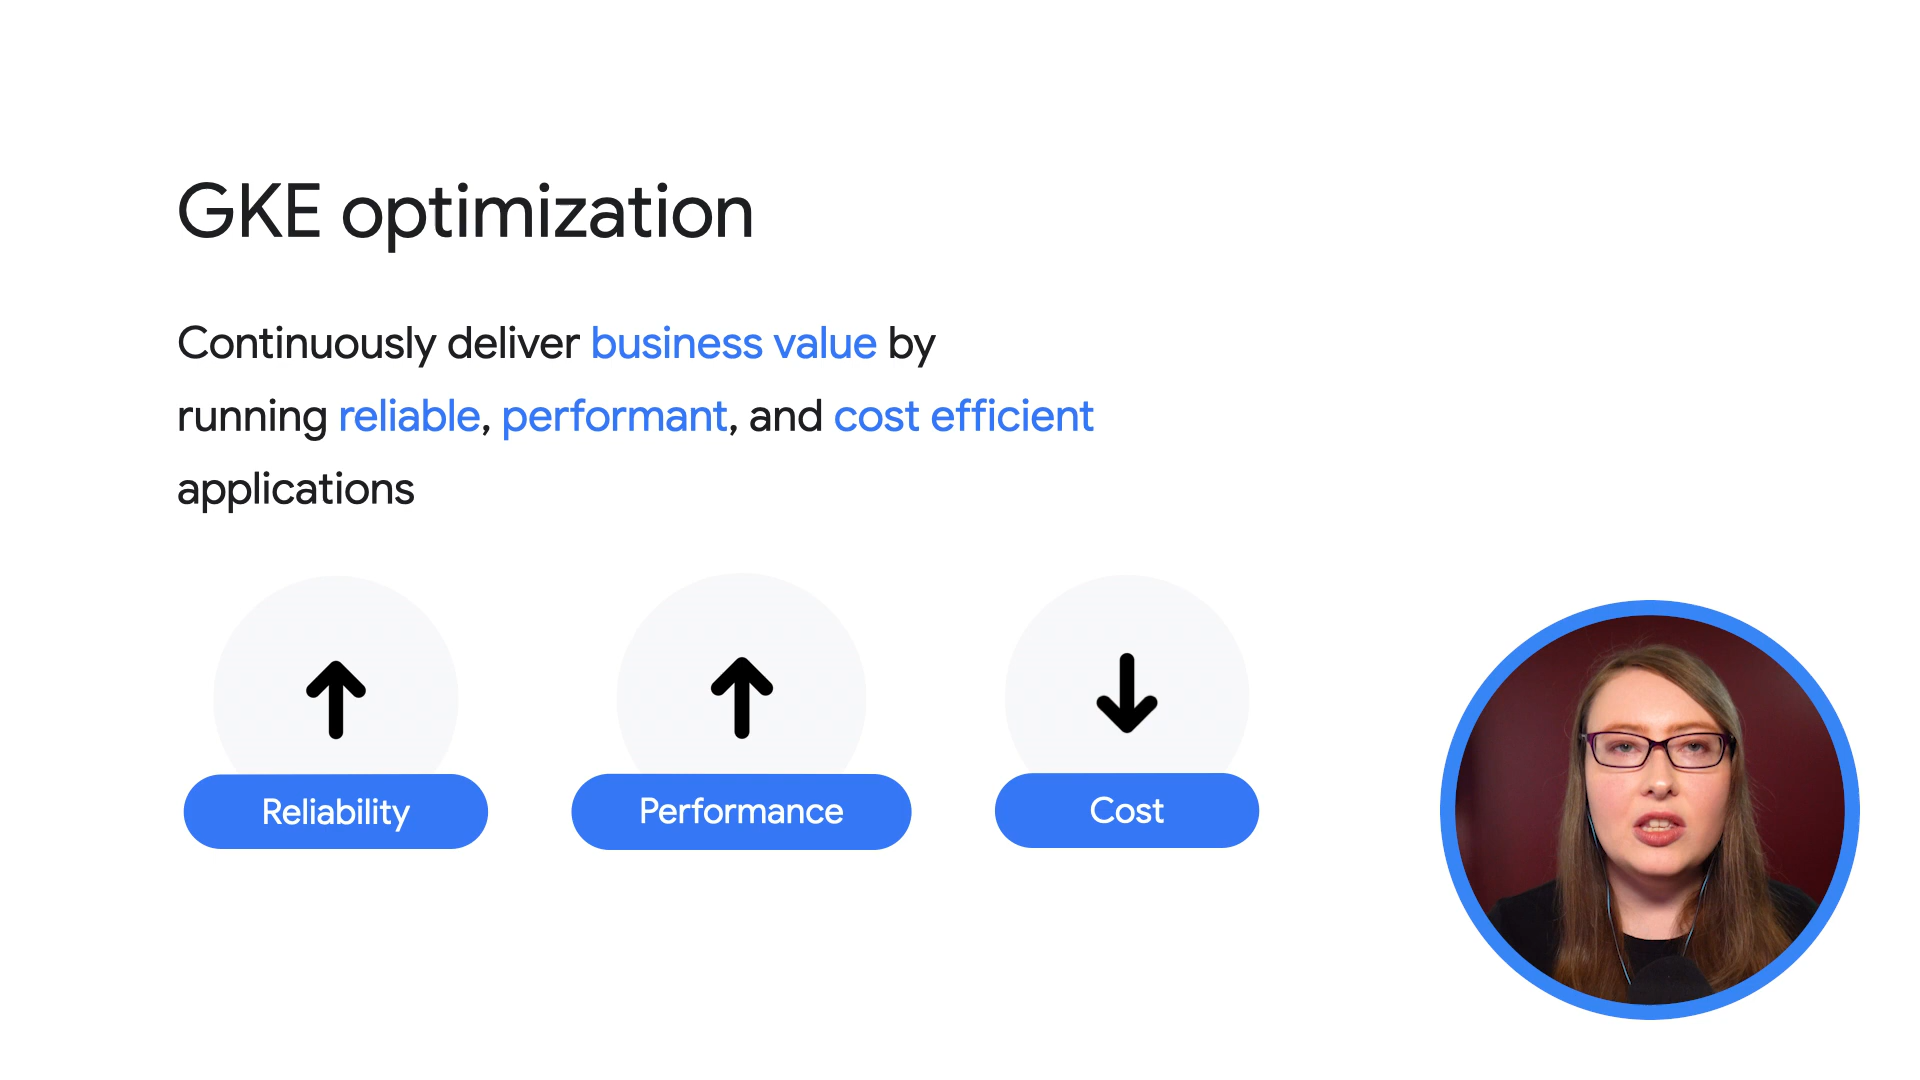 GKE optimization
Continuously deliver business value by
running reliable, performant, and cost efficient
applications
Reliability
Performance
Cost